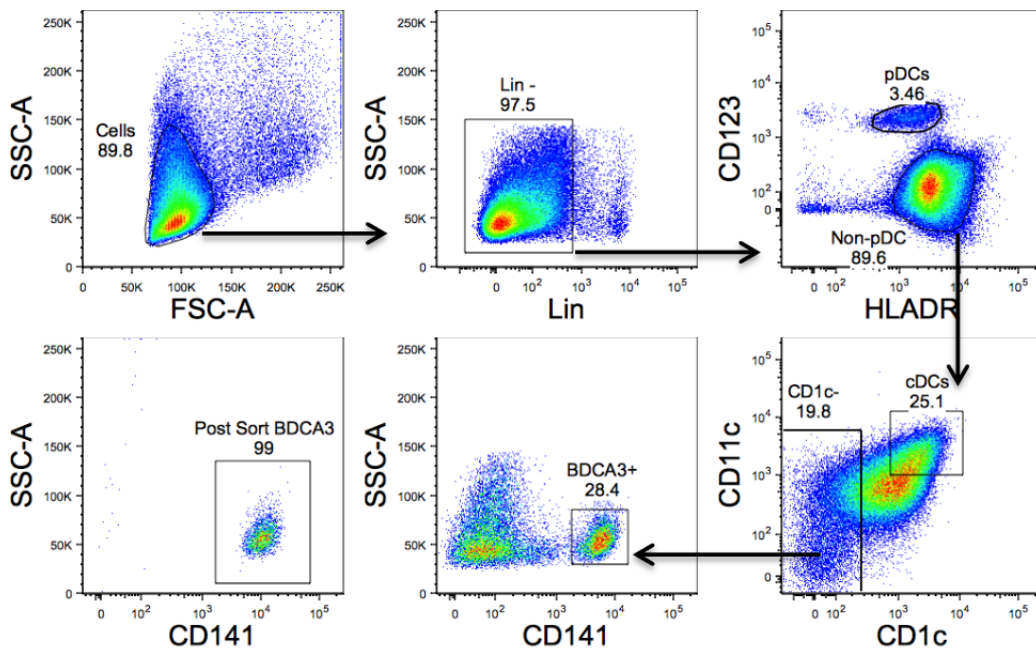 250K
200K
150K
100K
50K
0
SSC-A
Cells
89.8
0 50K 100K 150K 200K 250K
FSC-A
250K
200K
150K
100K
50K
0
SSC-A
Lin -
97.5
0 10² 10³ 10⁴ 10⁵
Lin
10⁵
10⁴
10³
10²
0
CD123
pDCs
3.46
Non-pDC
89.6
0 10² 10³ 10⁴ 10⁵
HLADR
250K
200K
150K
100K
50K
0
SSC-A
Post Sort BDCA3
99
0 10² 10³ 10⁴ 10⁵
CD141
250K
200K
150K
100K
50K
0
SSC-A
BDCA3+
28.4
0 10² 10³ 10⁴ 10⁵
CD141
10⁵
10⁴
10³
10²
0
CD11c
CD1c-
19.8
cDCs
25.1
0 10² 10³ 10⁴ 10⁵
CD1c